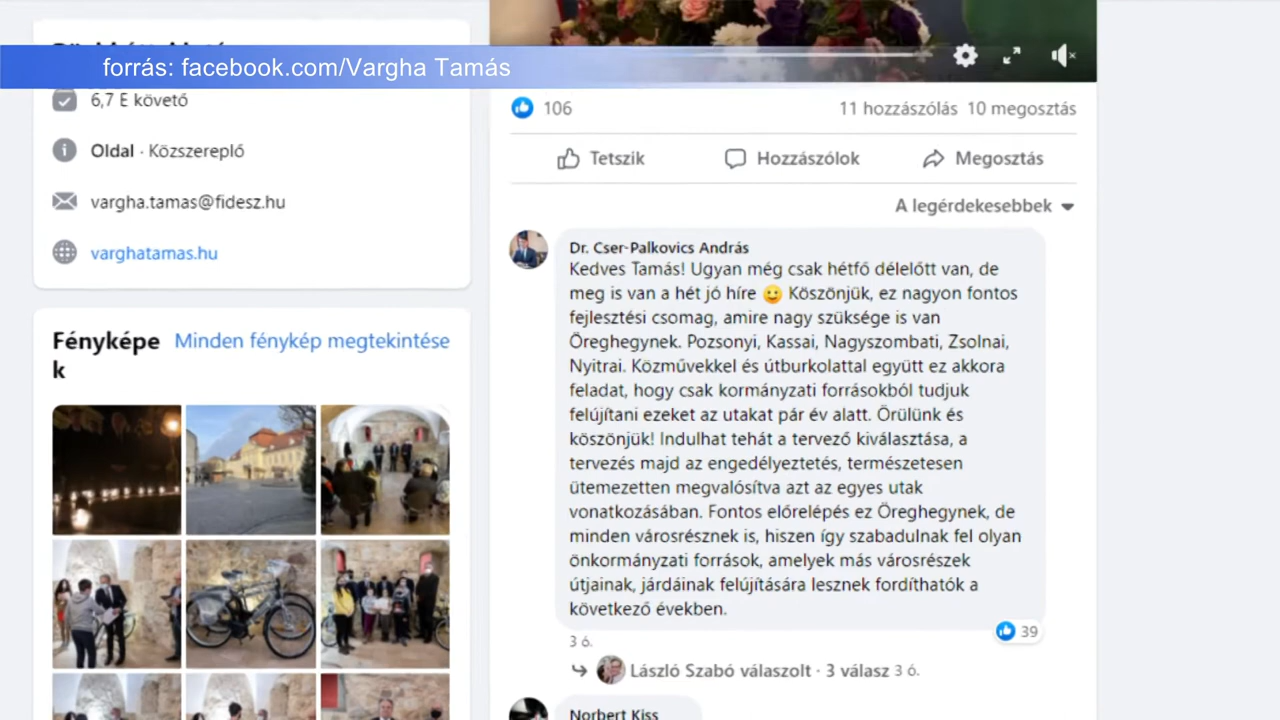 forrás: facebook.com/Vargha Tamás
6,7 E követő
Oldal · Közszereplő
vargha.tamas@fidesz.hu
varghatamas.hu
Fényképe
k
Minden fénykép megtekintése
106
11 hozzászólás 10 megosztás
Tetszik
Hozzászólok
Megosztás
A legérdekesebbek
Dr. Cser-Palkovics András
Kedves Tamás! Ugyan még csak hétfő délelőtt van, de
meg is van a hét jó híre 🙂 Köszönjük, ez nagyon fontos
fejlesztési csomag, amire nagy szüksége is van
Öreghegynek. Pozsonyi, Kassai, Nagyszombati, Zsolnai,
Nyitrai. Közművekkel és útburkolattal együtt ez akkora
feladat, hogy csak kormányzati forrásokból tudjuk
felújítani ezeket az utakat pár év alatt. Örülünk és
köszönjük! Indulhat tehát a tervező kiválasztása, a
tervezés majd az engedélyeztetés, természetesen
ütemezetten megvalósítva azt az egyes utak
vonatkozásában. Fontos előrelépés ez Öreghegynek, de
minden városrésznek is, hiszen így szabadulnak fel olyan
önkormányzati források, amelyek más városrészek
útjainak, járdáinak felújítására lesznek fordíthatók a
következő években.
39
3 ó.
László Szabó válaszolt · 3 válasz 3 ó.
Norbert Kiss